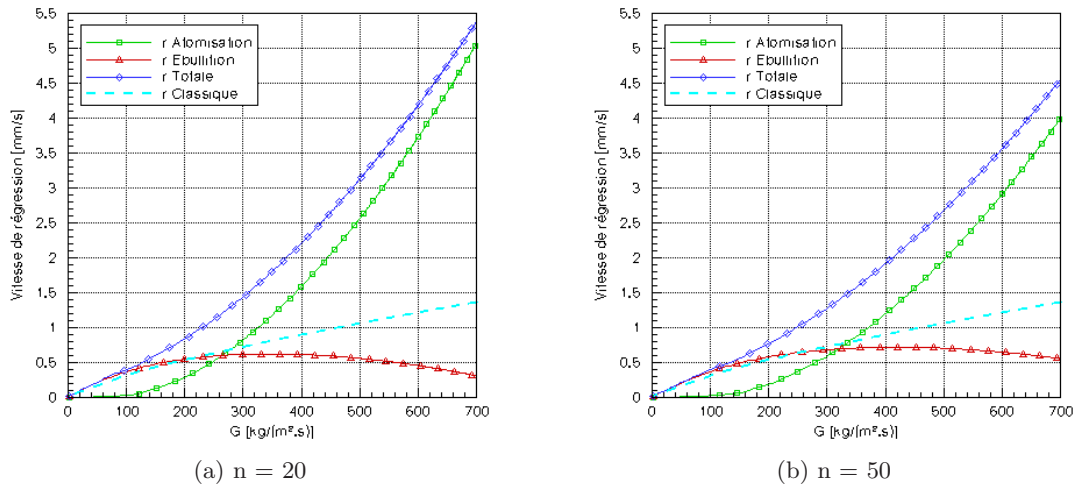 5.5
5
4.5
4
3.5
3
2.5
2
1.5
1
0.5
0
Vitesse de régression [mm/s]
r Atomisation
r Ebullition
r Totale
r Classique
0 100 200 300 400 500 600 700
G [kg/(m².s)]
(a) n = 20
5.5
5
4.5
4
3.5
3
2.5
2
1.5
1
0.5
0
Vitesse de régression [mm/s]
r Atomisation
r Ebullition
r Totale
r Classique
0 100 200 300 400 500 600 700
G [kg/(m².s)]
(b) n = 50